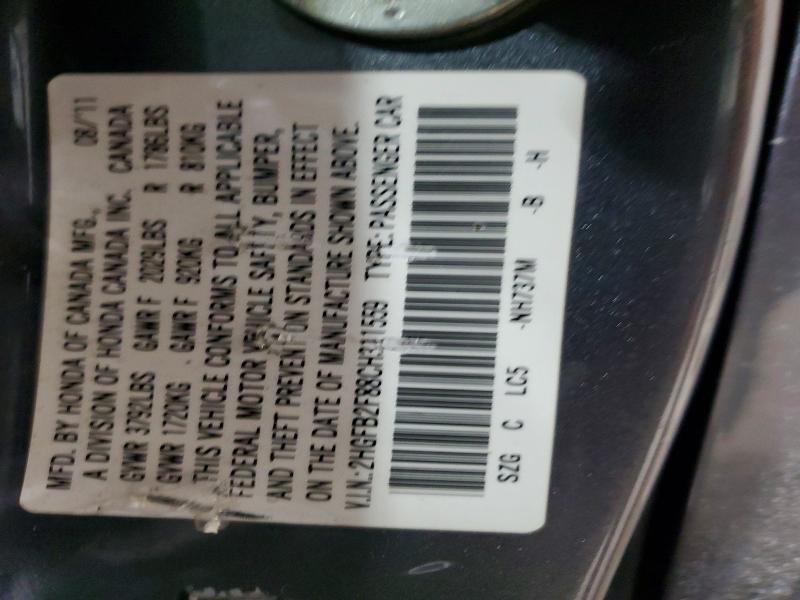 MFD. BY HONDA OF CANADA MFG., 08/11
A DIVISION OF HONDA CANADA INC. CANADA
GVWR 3792LBS GAWR F 2029LBS R 1786LBS
GVWR 1720KG GAWR F 920KG R 810KG
THIS VEHICLE CONFORMS TO ALL APPLICABLE
FEDERAL MOTOR VEHICLE SAFETY, BUMPER,
AND THEFT PREVENTION STANDARDS IN EFFECT
ON THE DATE OF MANUFACTURE SHOWN ABOVE.
V.I.N.: TYPE: PASSENGER CAR
SZG C LC5 -NH737M -B -H